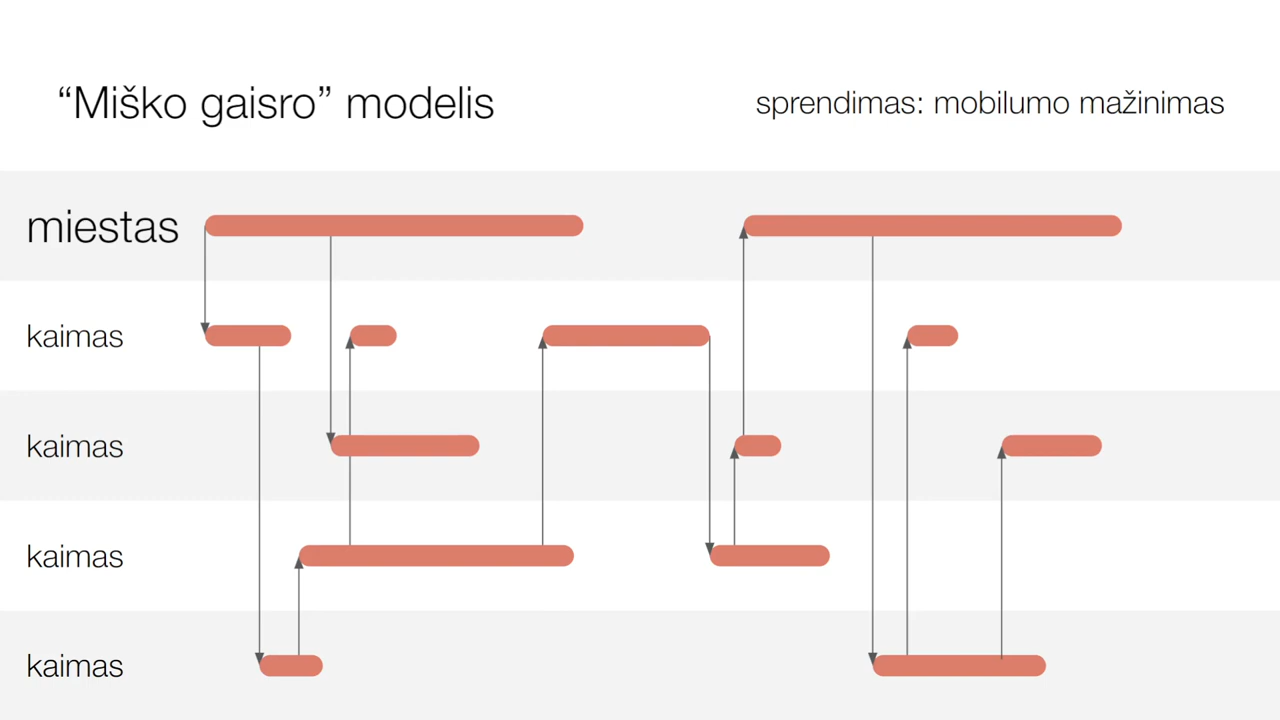 “Miško gaisro” modelis
sprendimas: mobilumo mažinimas
miestas
kaimas
kaimas
kaimas
kaimas